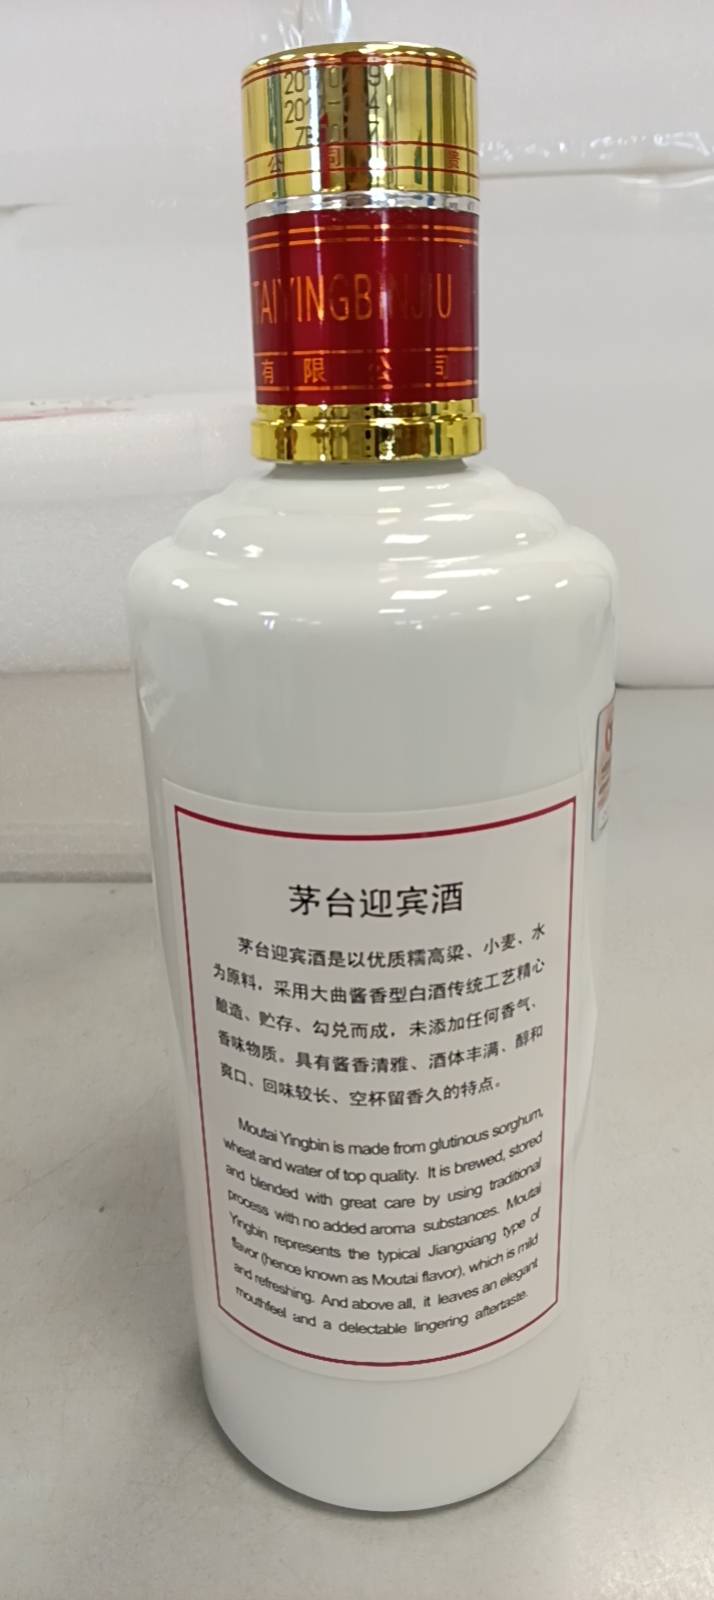 公 司
TAIYINGBINJIU
有 限 公 司
茅台迎宾酒
茅台迎宾酒是以优质糯高粱、小麦、水
为原料，采用大曲酱香型白酒传统工艺精心
酿造、贮存、勾兑而成，未添加任何香气、
香味物质。具有酱香清雅、酒体丰满、醇和
爽口、回味较长、空杯留香久的特点。
Moutai Yingbin is made from glutinous sorghum,
wheat and water of top quality. It is brewed, stored
and blended with great care by using traditional
process with no added aroma substances. Moutai
Yingbin represents the typical Jiangxiang type of
flavor (hence known as Moutai flavor), which is mild
and refreshing. And above all, it leaves an elegant
mouthfeel and a delectable lingering aftertaste.